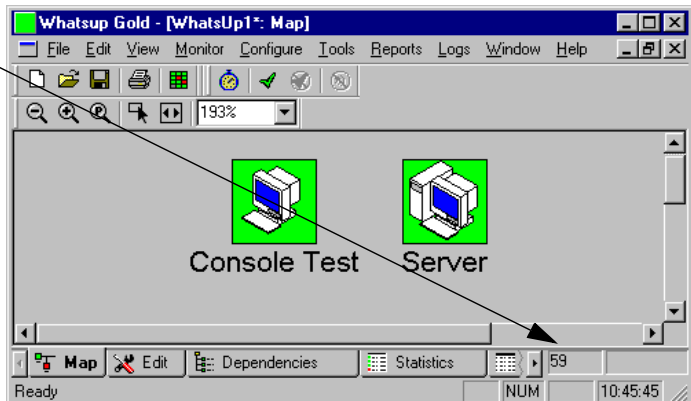 Whatsup Gold - [WhatsUp1*: Map]
File Edit View Monitor Configure Tools Reports Logs Window Help
193%
Console Test Server
Map Edit Dependencies Statistics 59
Ready NUM 10:45:45